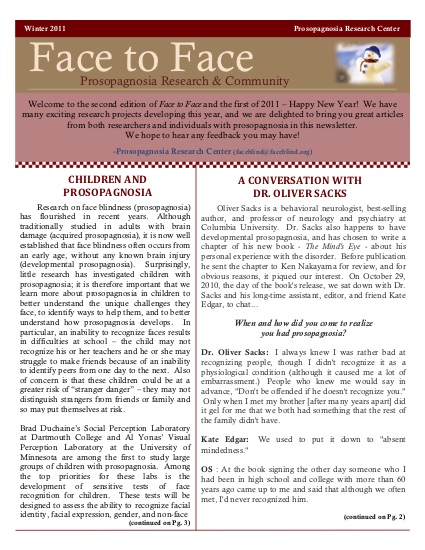 Winter 2011
Prosopagnosia Research Center
Face to Face
Prosopagnosia Research & Community
Welcome to the second edition of Face to Face and the first of 2011 – Happy New Year! We have
many exciting research projects developing this year, and we are delighted to bring you great articles
from both researchers and individuals with prosopagnosia in this newsletter.
We hope to hear any feedback you may have!
-Prosopagnosia Research Center (faceblind@faceblind.org)
CHILDREN AND
PROSOPAGNOSIA
Research on face blindness (prosopagnosia)
has flourished in recent years. Although
traditionally studied in adults with brain
damage (acquired prosopagnosia), it is now well
established that face blindness often occurs from
an early age, without any known brain injury
(developmental prosopagnosia). Surprisingly,
little research has investigated children with
prosopagnosia; it is therefore important that we
learn more about prosopagnosia in children to
better understand the unique challenges they
face, to identify ways to help them, and to better
understand how prosopagnosia develops. In
particular, an inability to recognize faces results
in difficulties at school – the child may not
recognize his or her teachers and he or she may
struggle to make friends because of an inability
to identify peers from one day to the next. Also
of concern is that these children could be at a
greater risk of “stranger danger” – they may not
distinguish strangers from friends or family and
so may put themselves at risk.
Brad Duchaine's Social Perception Laboratory
at Dartmouth College and Al Yonas' Visual
Perception Laboratory at the University of
Minnesota are among the first to study large
groups of children with prosopagnosia. Among
the top priorities for these labs is the
development of sensitive tests of face
recognition for children. These tests will be
designed to assess the ability to recognize facial
identity, facial expression, gender, and non-face
(continued on Pg. 3)
A CONVERSATION WITH
DR. OLIVER SACKS
Oliver Sacks is a behavioral neurologist, best-selling
author, and professor of neurology and psychiatry at
Columbia University. Dr. Sacks also happens to have
developmental prosopagnosia, and has chosen to write a
chapter of his new book - The Mind's Eye - about his
personal experience with the disorder. Before publication
he sent the chapter to Ken Nakayama for review, and for
obvious reasons, it piqued our interest. On October 29,
2010, the day of the book's release, we sat down with Dr.
Sacks and his long-time assistant, editor, and friend Kate
Edgar, to chat...
When and how did you come to realize
you had prosopagnosia?
Dr. Oliver Sacks: I always knew I was rather bad at
recognizing people, though I didn't recognize it as a
physiological condition (although it caused me a lot of
embarrassment.) People who knew me would say in
advance, "Don't be offended if he doesn't recognize you."
Only when I met my brother [after many years apart] did
it gel for me that we both had something that the rest of
the family didn't have.
Kate Edgar: We used to put it down to "absent
mindedness."
OS : At the book signing the other day someone who I
had been in high school and college with more than 60
years ago came up to me and said that although we often
met, I'd never recognized him.
(continued on Pg. 2)